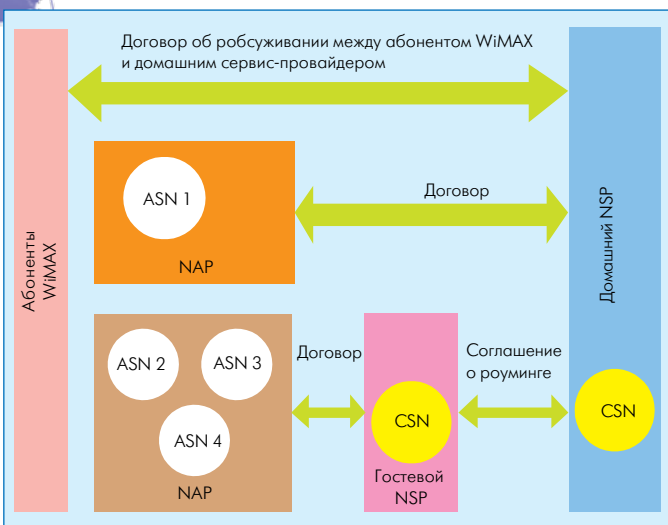 Договор об робсуживании между абонентом WiMAX
и домашним сервис-провайдером
Абоненты
WiMAX
ASN 1
NAP
Договор
Домашний NSP
ASN 2
ASN 3
ASN 4
NAP
Договор
CSN
Гостевой
NSP
Соглашение
о роуминге
CSN